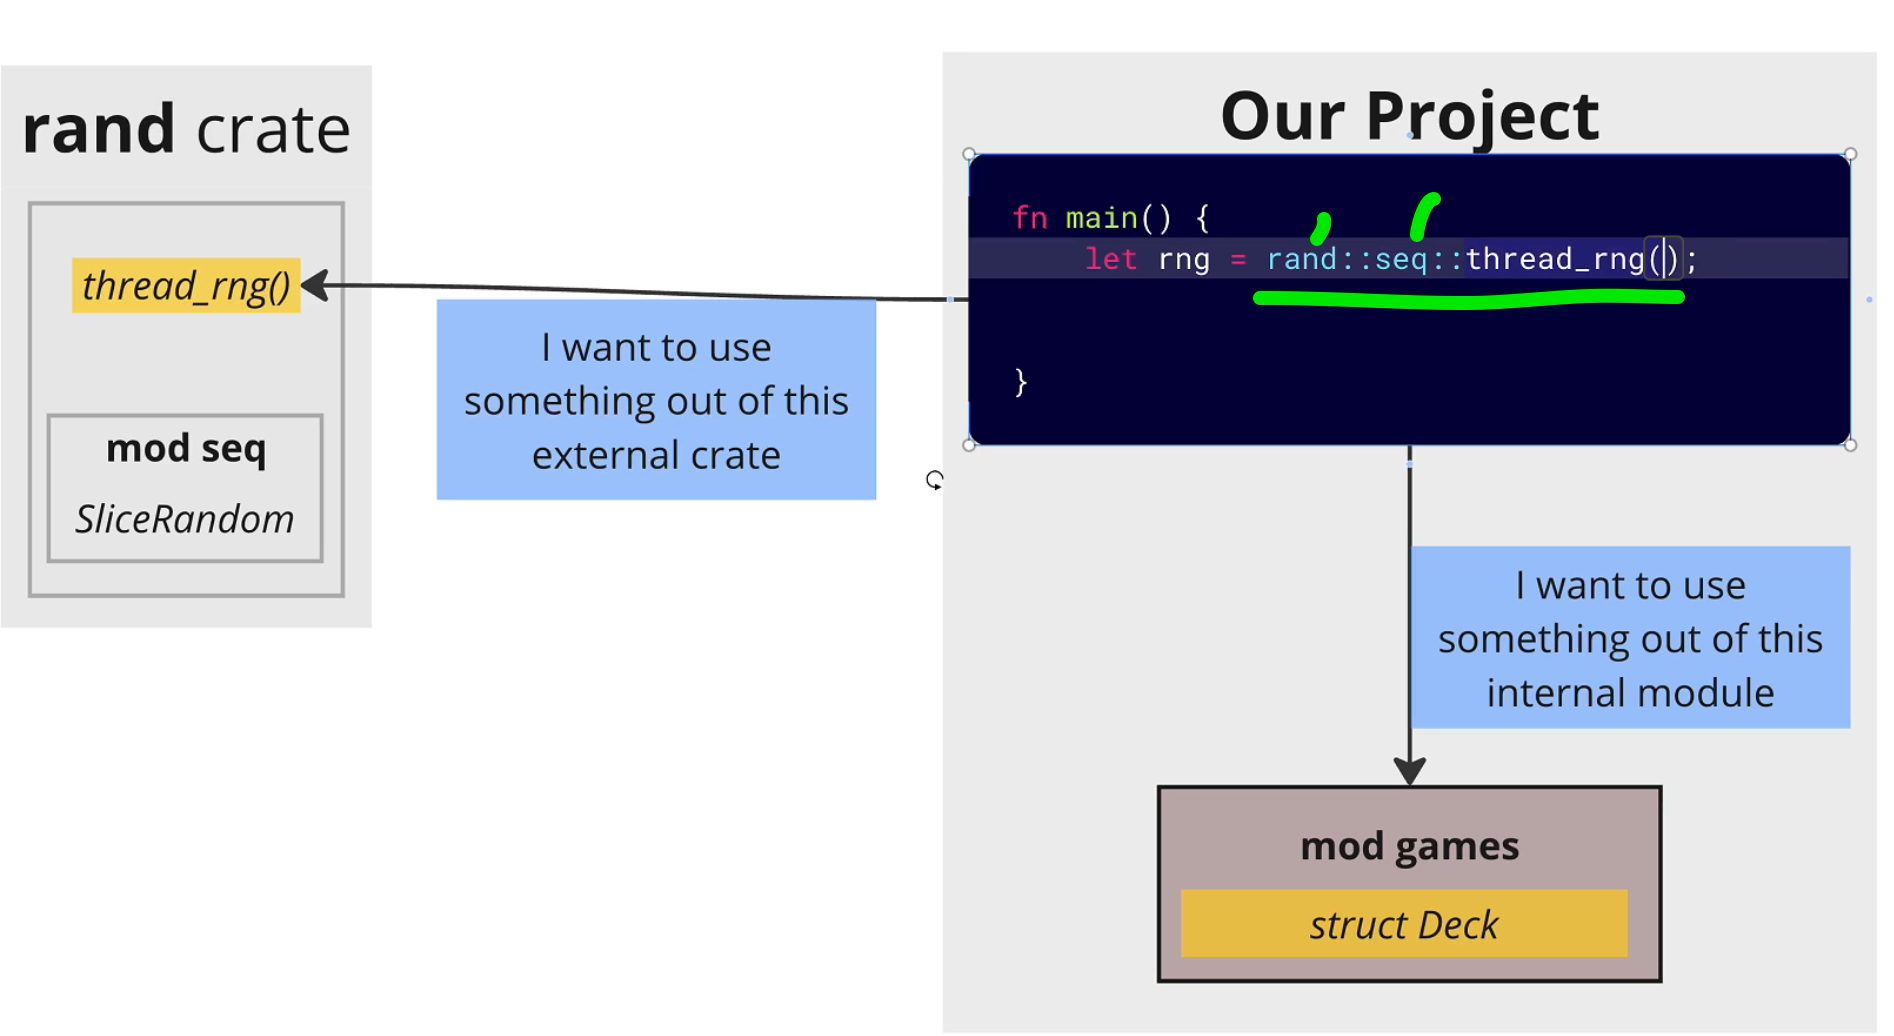 rand crate
thread_rng()
mod seq
SliceRandom
I want to use
something out of this
external crate
Our Project
fn main() {
let rng = rand::seq::thread_rng();
}
I want to use
something out of this
internal module
mod games
struct Deck